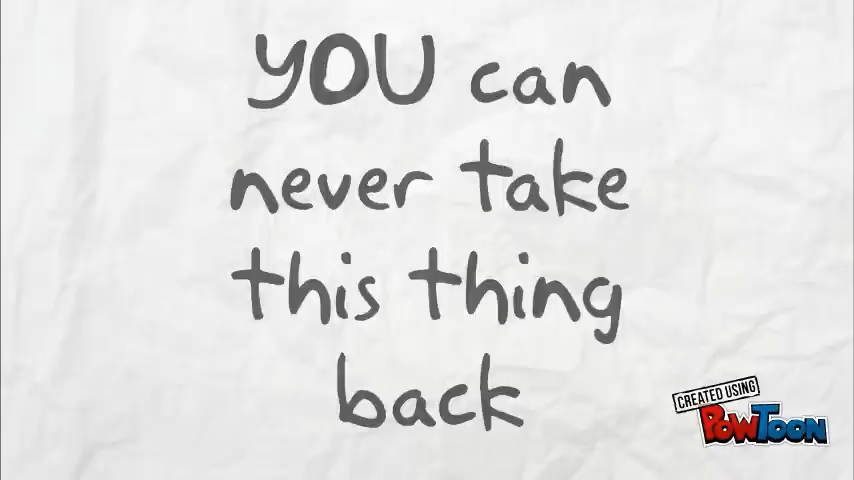 YOU can
never take
this thing
back
CREATED USING
POWTOON